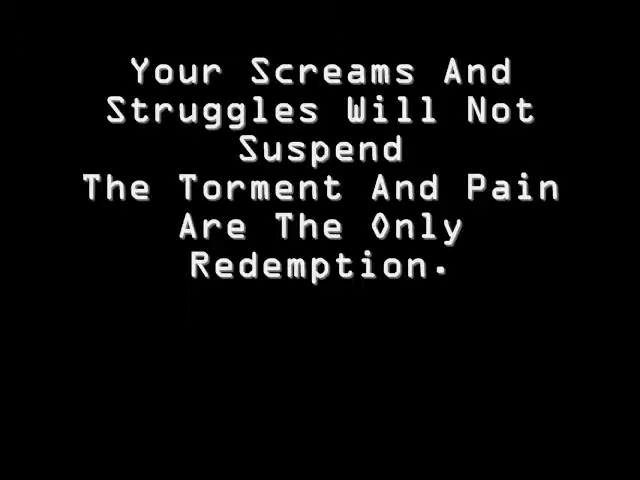 Your Screams And
Struggles Will Not
Suspend
The Torment And Pain
Are The Only
Redemption.